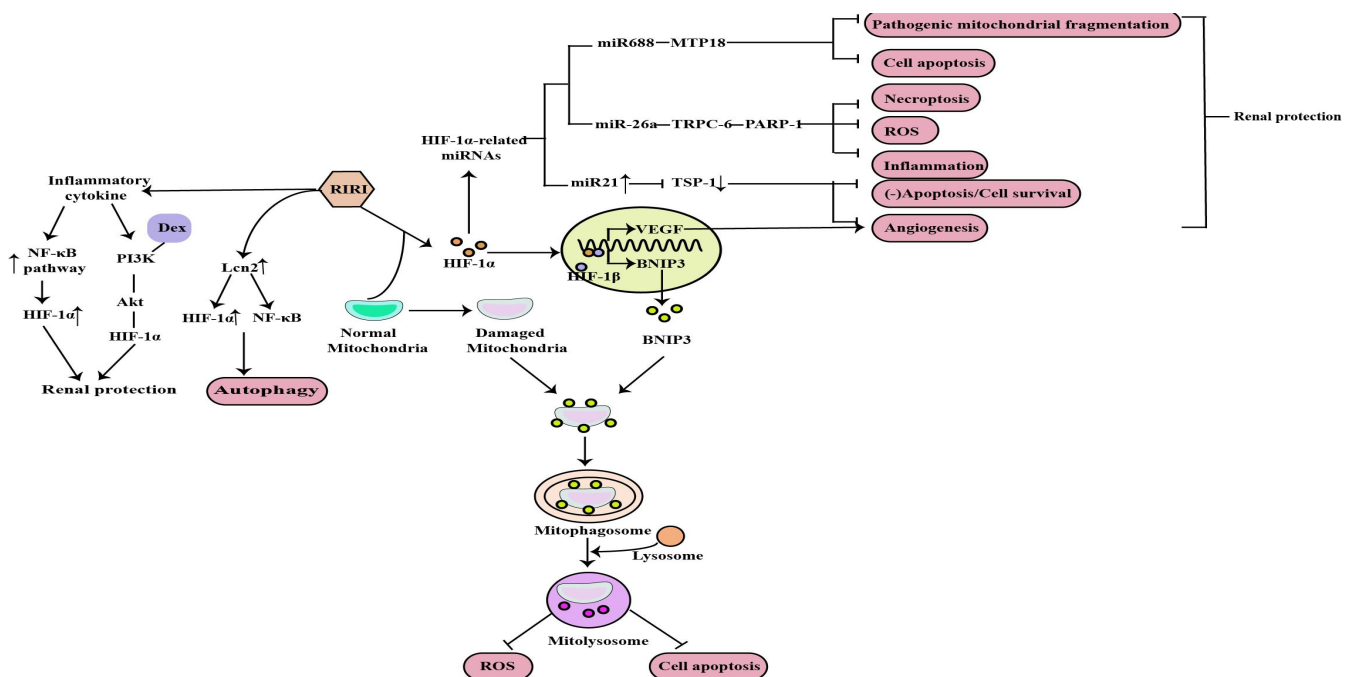 Pathogenic mitochondrial fragmentation
miR688
MTP18
Cell apoptosis
Necroptosis
miR-26a
TRPC-6
PARP-1
ROS
Renal protection
HIF-1α-related
miRNAs
Inflammation
miR21↑
TSP-1↓
(-)Apoptosis/Cell survival
Inflammatory
cytokine
RIRI
Dex
VEGF
Angiogenesis
↑
NF-κB
pathway
PI3K
Lcn2↑
HIF-1α
HIF-1β
BNIP3
Akt
HIF-1α↑
HIF-1α↑
NF-κB
HIF-1α
Normal
Mitochondria
Damaged
Mitochondria
BNIP3
Renal protection
Autophagy
Mitophagosome
Lysosome
Mitolysosome
ROS
Cell apoptosis